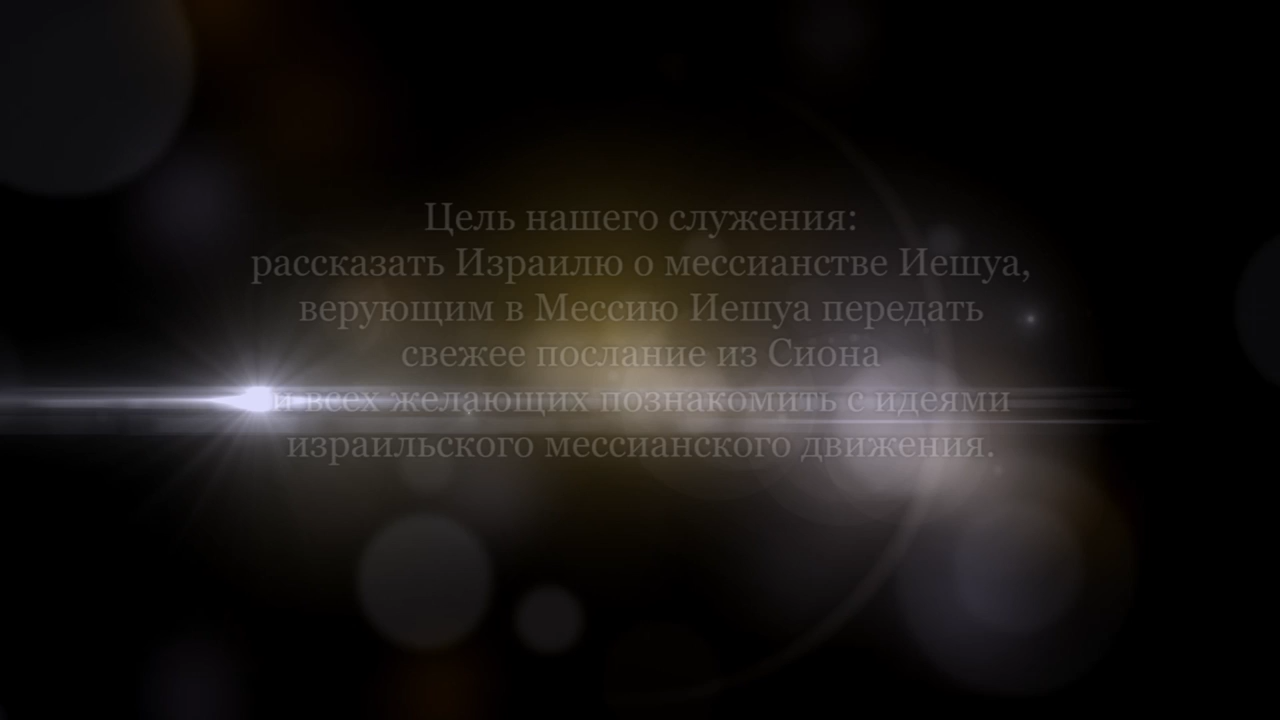 Цель нашего служения:
рассказать Израилю о мессианстве Иешуа,
верующим в Мессию Иешуа передать
свежее послание из Сиона
и всех желающих познакомить с идеями
израильского мессианского движения.